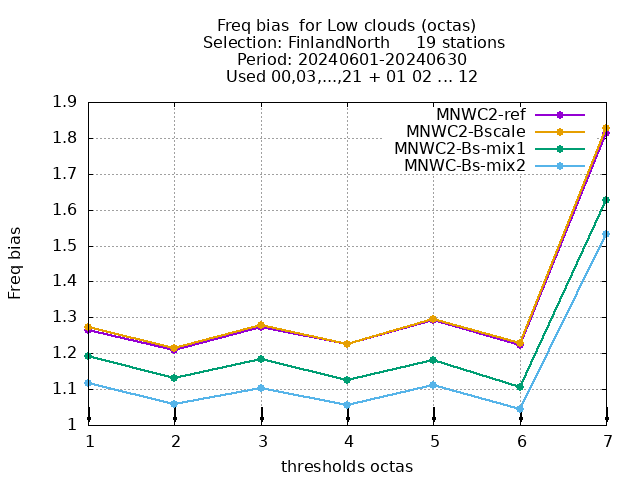 Freq bias  for Low clouds (octas)
Selection: FinlandNorth     19 stations
Period: 20240601-20240630
Used 00,03,...,21 + 01 02 ... 12
MNWC2-ref
MNWC2-Bscale
MNWC2-Bs-mix1
MNWC-Bs-mix2
Freq bias
1.9
1.8
1.7
1.6
1.5
1.4
1.3
1.2
1.1
1
1 2 3 4 5 6 7
thresholds octas